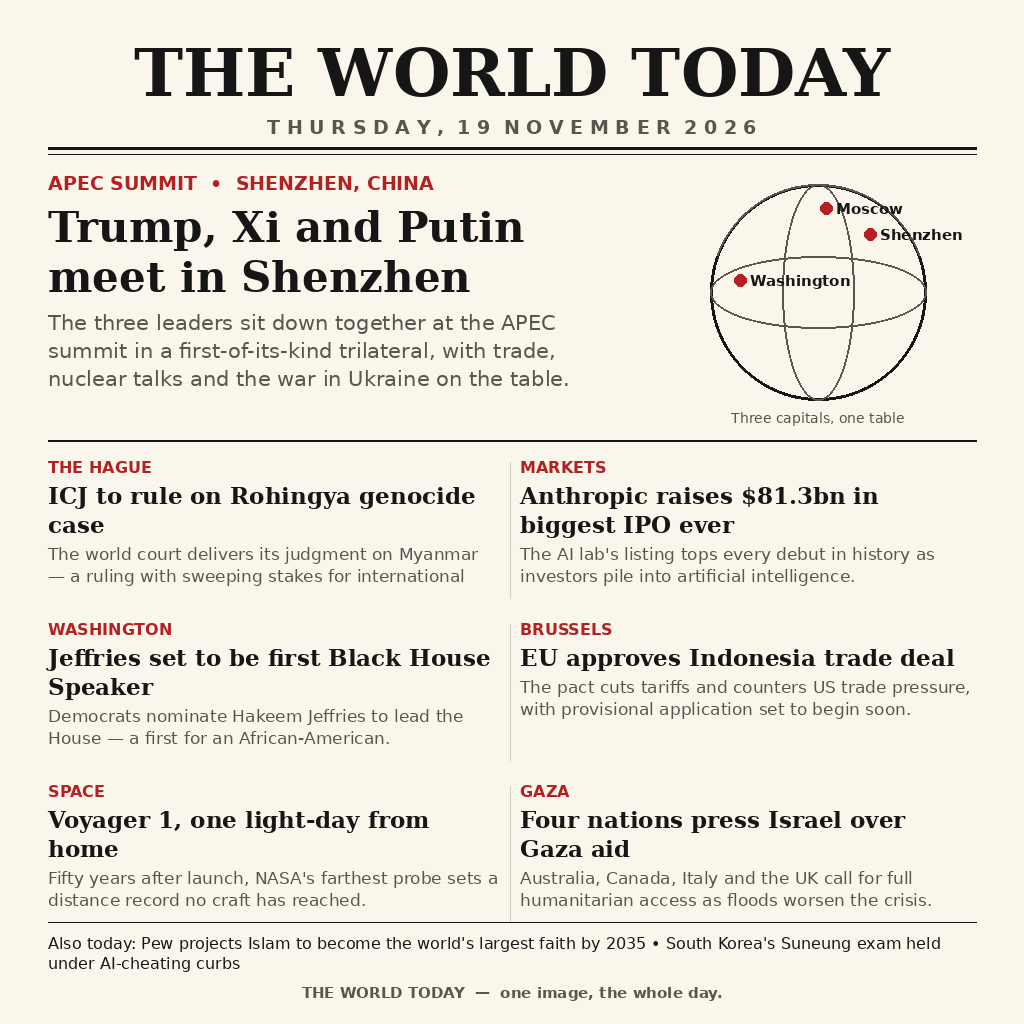 THE WORLD TODAY
THURSDAY, 19 NOVEMBER 2026
APEC SUMMIT • SHENZHEN, CHINA
Trump, Xi and Putin
meet in Shenzhen
The three leaders sit down together at the APEC
summit in a first-of-its-kind trilateral, with trade,
nuclear talks and the war in Ukraine on the table.
Moscow
Shenzhen
Washington
Three capitals, one table
THE HAGUE
ICJ to rule on Rohingya genocide
case
The world court delivers its judgment on Myanmar
— a ruling with sweeping stakes for international
MARKETS
Anthropic raises $81.3bn in
biggest IPO ever
The AI lab's listing tops every debut in history as
investors pile into artificial intelligence.
WASHINGTON
Jeffries set to be first Black House
Speaker
Democrats nominate Hakeem Jeffries to lead the
House — a first for an African-American.
BRUSSELS
EU approves Indonesia trade deal
The pact cuts tariffs and counters US trade pressure,
with provisional application set to begin soon.
SPACE
Voyager 1, one light-day from
home
Fifty years after launch, NASA's farthest probe sets a
distance record no craft has reached.
GAZA
Four nations press Israel over
Gaza aid
Australia, Canada, Italy and the UK call for full
humanitarian access as floods worsen the crisis.
Also today: Pew projects Islam to become the world's largest faith by 2035 • South Korea's Suneung exam held
under AI-cheating curbs
THE WORLD TODAY — one image, the whole day.